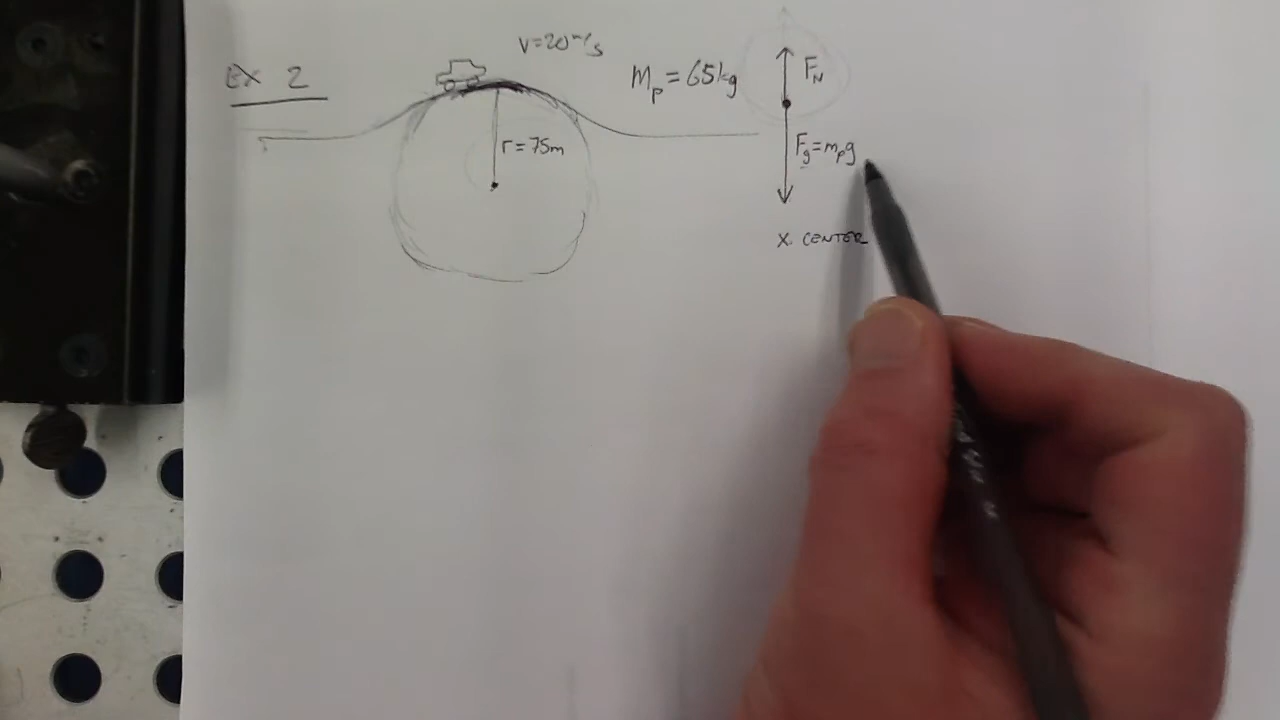 EX 2
V=20m/s
r=75m
Mp=65kg
FN
Fg=mpg
X CENTER